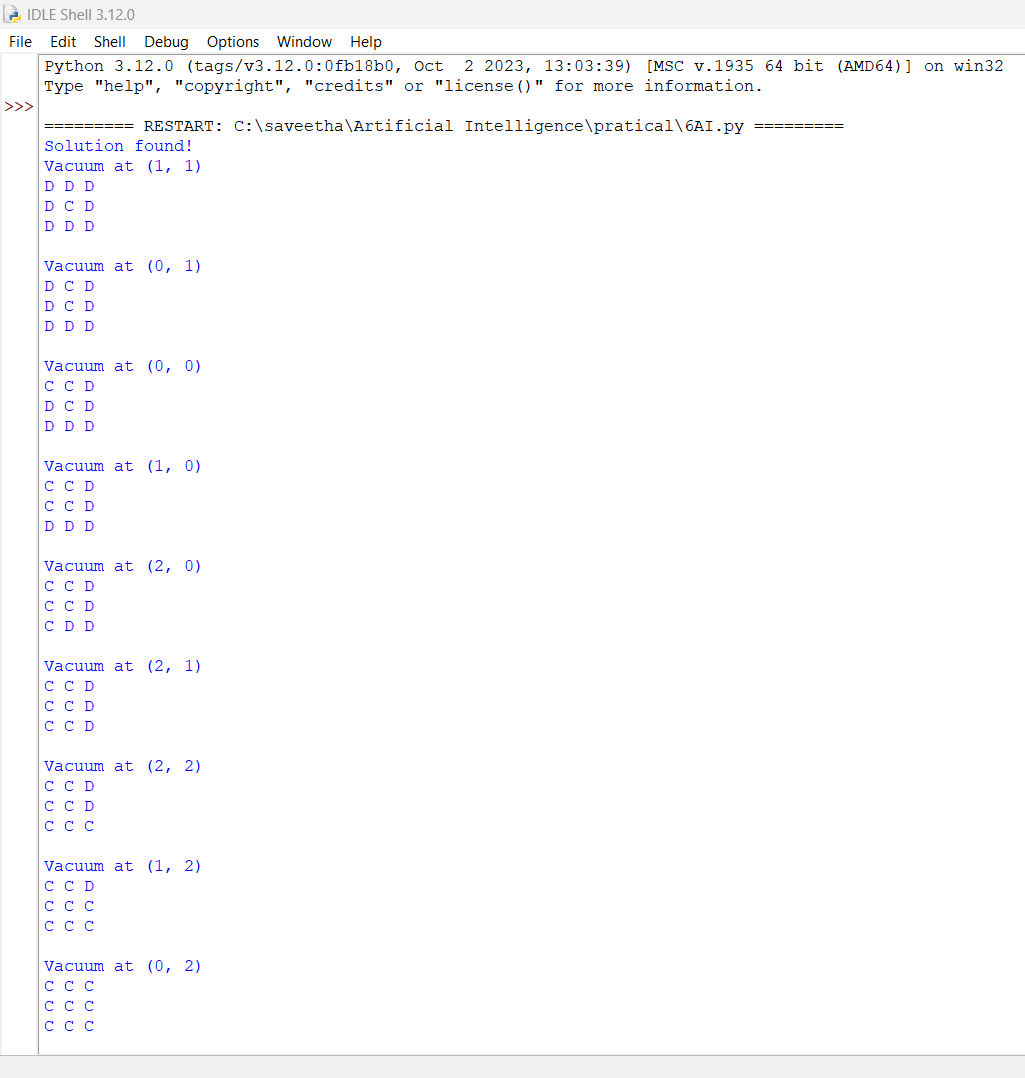 IDLE Shell 3.12.0
File Edit Shell Debug Options Window Help
Python 3.12.0 (tags/v3.12.0:0fb18b0, Oct  2 2023, 13:03:39) [MSC v.1935 64 bit (AMD64)] on win32
Type "help", "copyright", "credits" or "license()" for more information.
>>>
========= RESTART: C:\saveetha\Artificial Intelligence\pratical\6AI.py =========
Solution found!
Vacuum at (1, 1)
D D D
D C D
D D D
Vacuum at (0, 1)
D C D
D C D
D D D
Vacuum at (0, 0)
C C D
D C D
D D D
Vacuum at (1, 0)
C C D
C C D
D D D
Vacuum at (2, 0)
C C D
C C D
C D D
Vacuum at (2, 1)
C C D
C C D
C C D
Vacuum at (2, 2)
C C D
C C D
C C C
Vacuum at (1, 2)
C C D
C C C
C C C
Vacuum at (0, 2)
C C C
C C C
C C C